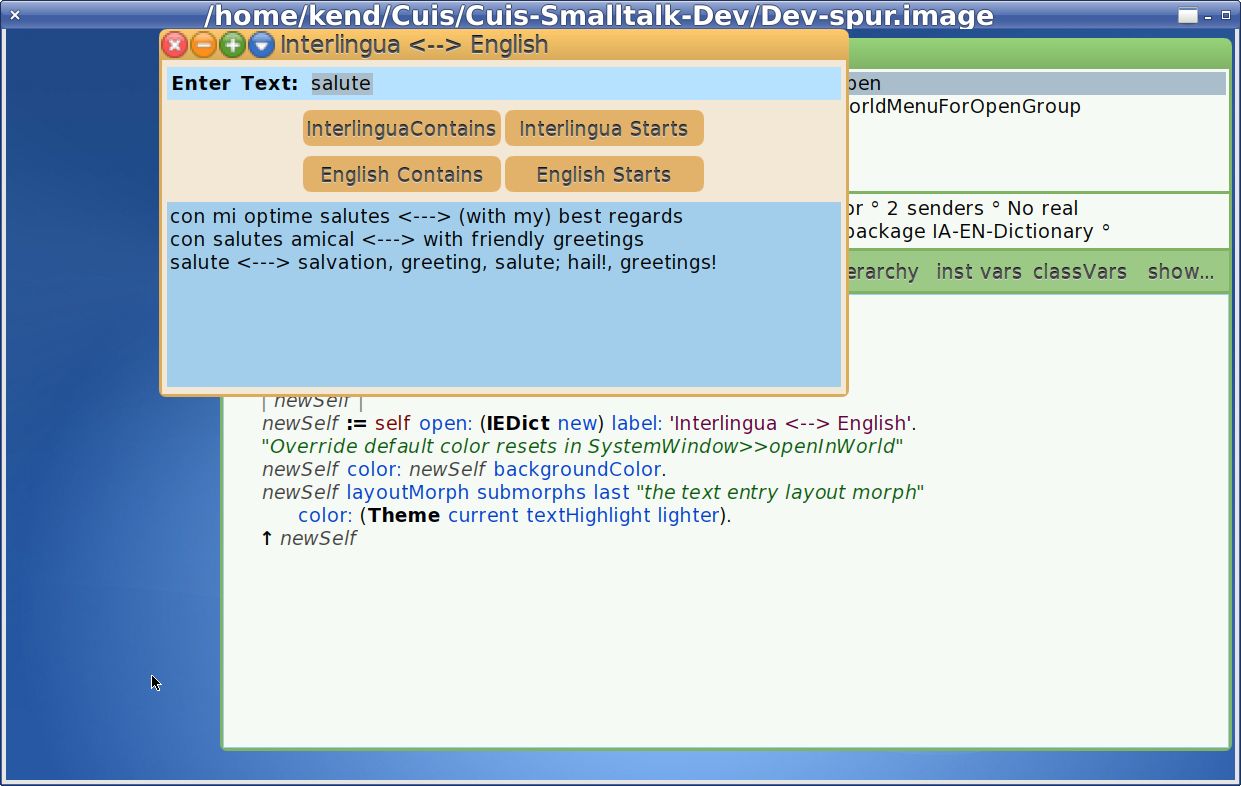 /home/kend/Cuis/Cuis-Smalltalk-Dev/Dev-spur.image
Interlingua <--> English
Enter Text: salute
InterlinguaContains Interlingua Starts
English Contains English Starts
con mi optime salutes <---> (with my) best regards
con salutes amical <---> with friendly greetings
salute <---> salvation, greeting, salute; hail!, greetings!
pen
orldMenuForOpenGroup
or ° 2 senders ° No real
package IA-EN-Dictionary °
erarchy inst vars classVars show...
| newSelf |
newSelf := self open: (IEDict new) label: 'Interlingua <--> English'.
"Override default color resets in SystemWindow>>openInWorld"
newSelf color: newSelf backgroundColor.
newSelf layoutMorph submorphs last "the text entry layout morph"
color: (Theme current textHighlight lighter).
↑ newSelf